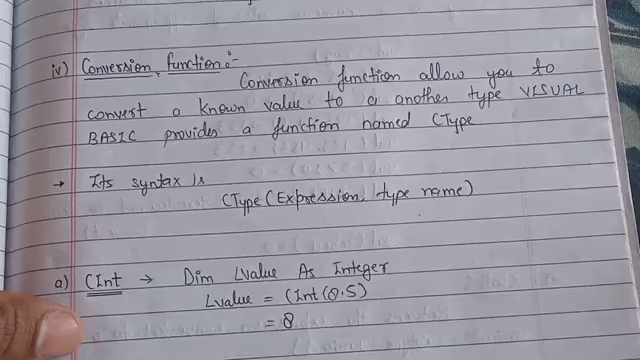 iv) Conversion Function :-
Conversion function allow you to
convert a known value to a another type VISUAL
BASIC provides a function named CType
→ Its syntax is
CType (Expression, type name)
a) CInt → Dim Lvalue As Integer
Lvalue = CInt(8.5)
= 8